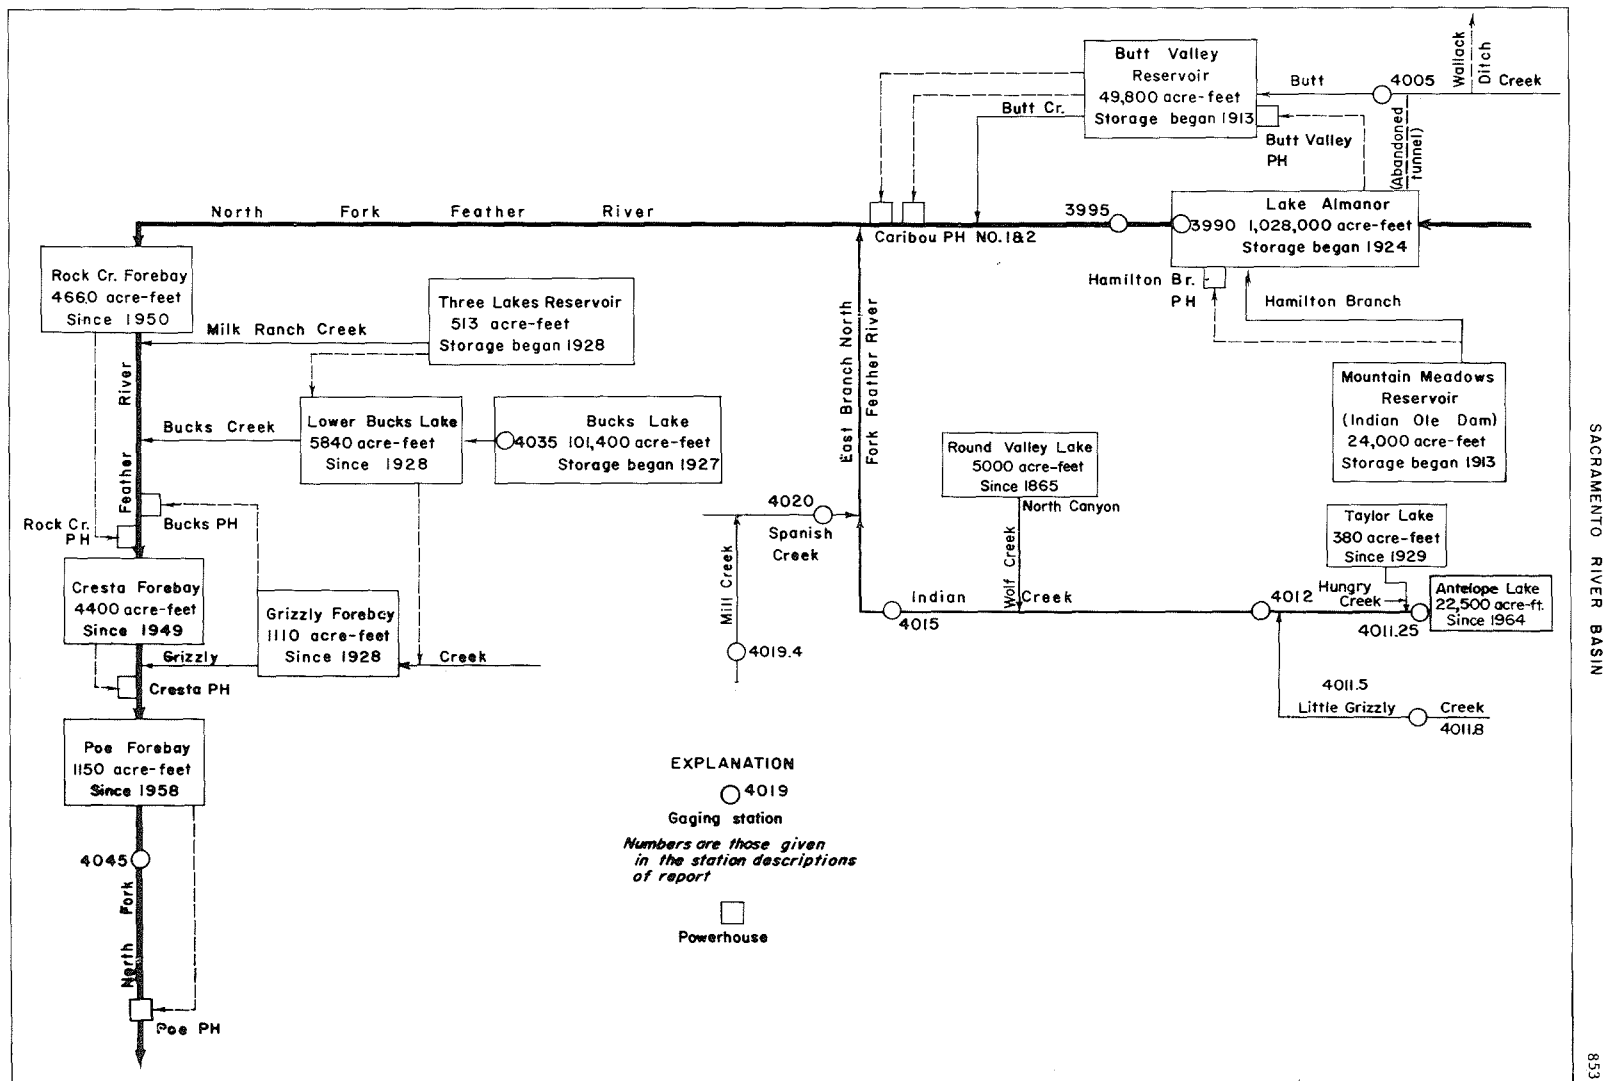 Butt Valley
Reservoir
49,800 acre-feet
Storage began 1913
Butt
4005
Creek
Wallack
Ditch
Butt Cr.
Butt Valley
PH
(Abandoned
tunnel)
North Fork Feather River
3995
Lake Almanor
3990 1,028,000 acre-feet
Storage began 1924
Caribou PH NO. 1&2
Hamilton Br.
PH
Hamilton Branch
Rock Cr. Forebay
4660 acre-feet
Since 1950
Three Lakes Reservoir
513 acre-feet
Storage began 1928
Milk Ranch Creek
Mountain Meadows
Reservoir
(Indian Ole Dam)
24,000 acre-feet
Storage began 1913
Feather River
Bucks Creek
Lower Bucks Lake
5840 acre-feet
Since 1928
Bucks Lake
4035 101,400 acre-feet
Storage began 1927
East Branch North
Fork Feather River
Round Valley Lake
5000 acre-feet
Since 1865
North Canyon
4020
Spanish
Creek
Rock Cr.
PH
Bucks PH
Taylor Lake
380 acre-feet
Since 1929
Mill Creek
Wolf Creek
Cresta Forebay
4400 acre-feet
Since 1949
Grizzly Forebay
1110 acre-feet
Since 1928
Indian Creek
4015
4012
Hungry
Creek
Antelope Lake
22,500 acre-ft.
Since 1964
4011.25
Grizzly
Creek
4019.4
Cresta PH
4011.5
Little Grizzly Creek
4011.8
Poe Forebay
1150 acre-feet
Since 1958
EXPLANATION
4019
Gaging station
Numbers are those given
in the station descriptions
of report
Powerhouse
4045
North Fork
Poe PH
SACRAMENTO RIVER BASIN
853